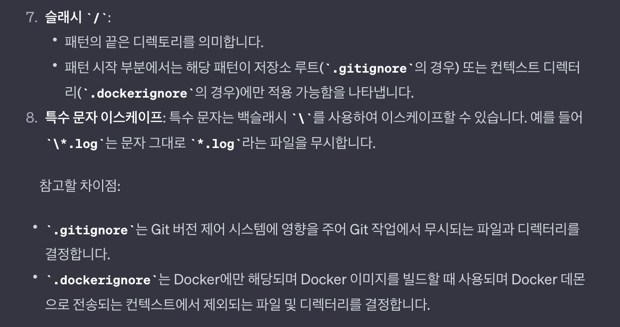 7. 슬래시 `/`:
• 패턴의 끝은 디렉토리를 의미합니다.
• 패턴 시작 부분에서는 해당 패턴이 저장소 루트(`.gitignore`의 경우) 또는 컨텍스트 디렉터
리(`.dockerignore`의 경우)에만 적용 가능함을 나타냅니다.
8. 특수 문자 이스케이프: 특수 문자는 백슬래시 `\`를 사용하여 이스케이프할 수 있습니다. 예를 들어
`\*.log`는 문자 그대로 `*.log`라는 파일을 무시합니다.
참고할 차이점:
• `.gitignore`는 Git 버전 제어 시스템에 영향을 주어 Git 작업에서 무시되는 파일과 디렉터리를
결정합니다.
• `.dockerignore`는 Docker에만 해당되며 Docker 이미지를 빌드할 때 사용되며 Docker 데몬
으로 전송되는 컨텍스트에서 제외되는 파일 및 디렉터리를 결정합니다.